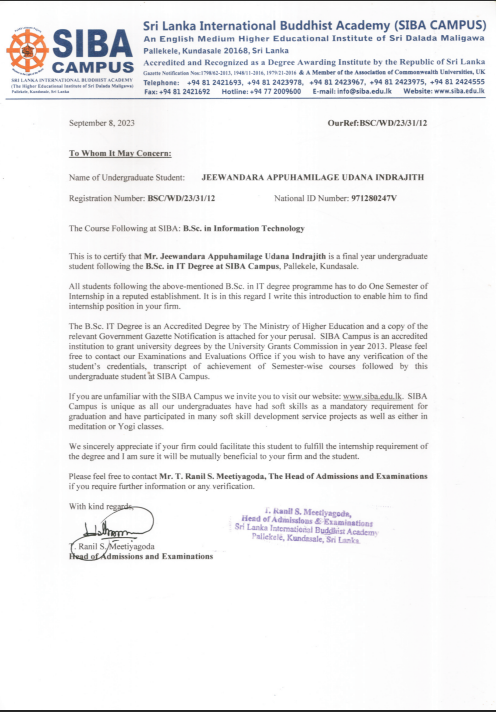 SIBA
CAMPUS
SRI LANKA INTERNATIONAL BUDDHIST ACADEMY
(The Higher Educational Institute of Sri Dalada Maligawa)
Pallekele, Kundasale, Sri Lanka
Sri Lanka International Buddhist Academy (SIBA CAMPUS)
An English Medium Higher Educational Institute of Sri Dalada Maligawa
Pallekele, Kundasale 20168, Sri Lanka
Accredited and Recognized as a Degree Awarding Institute by the Republic of Sri Lanka
Gazette Notification Nos:1798/62-2013, 1940/11-2016, 1979/21-2016 & A Member of the Association of Commonwealth Universities, UK
Telephone: +94 81 2421693, +94 81 2423978, +94 81 2423967, +94 81 2423975, +94 81 2424555
Fax: +94 81 2421692 Hotline: +94 77 2009600 E-mail: info@siba.edu.lk Website: www.siba.edu.lk
September 8, 2023 OurRef:BSC/WD/23/31/12
To Whom It May Concern:
Name of Undergraduate Student: JEEWANDARA APPUHAMILAGE UDANA INDRAJITH
Registration Number: BSC/WD/23/31/12 National ID Number: 971280247V
The Course Following at SIBA: B.Sc. in Information Technology
This is to certify that Mr. Jeewandara Appuhamilage Udana Indrajith is a final year undergraduate
student following the B.Sc. in IT Degree at SIBA Campus, Pallekele, Kundasale.
All students following the above-mentioned B.Sc. in IT degree programme has to do One Semester of
Internship in a reputed establishment. It is in this regard I write this introduction to enable him to find
internship position in your firm.
The B.Sc. IT Degree is an Accredited Degree by The Ministry of Higher Education and a copy of the
relevant Government Gazette Notification is attached for your perusal. SIBA Campus is an accredited
institution to grant university degrees by the University Grants Commission in year 2013. Please feel
free to contact our Examinations and Evaluations Office if you wish to have any verification of the
student's credentials, transcript of achievement of Semester-wise courses followed by this
undergraduate student at SIBA Campus.
If you are unfamiliar with the SIBA Campus we invite you to visit our website: www.siba.edu.lk. SIBA
Campus is unique as all our undergraduates have had soft skills as a mandatory requirement for
graduation and have participated in many soft skill development service projects as well as either in
meditation or Yogi classes.
We sincerely appreciate if your firm could facilitate this student to fulfill the internship requirement of
the degree and I am sure it will be mutually beneficial to your firm and the student.
Please feel free to contact Mr. T. Ranil S. Meetiyagoda, The Head of Admissions and Examinations
if you require further information or any verification.
With kind regards,
T. Ranil S. Meetiyagoda
Head of Admissions and Examinations
T. Ranil S. Meetiyagoda,
Head of Admissions & Examinations
Sri Lanka International Buddhist Academy
Pallekele, Kundasale, Sri Lanka.